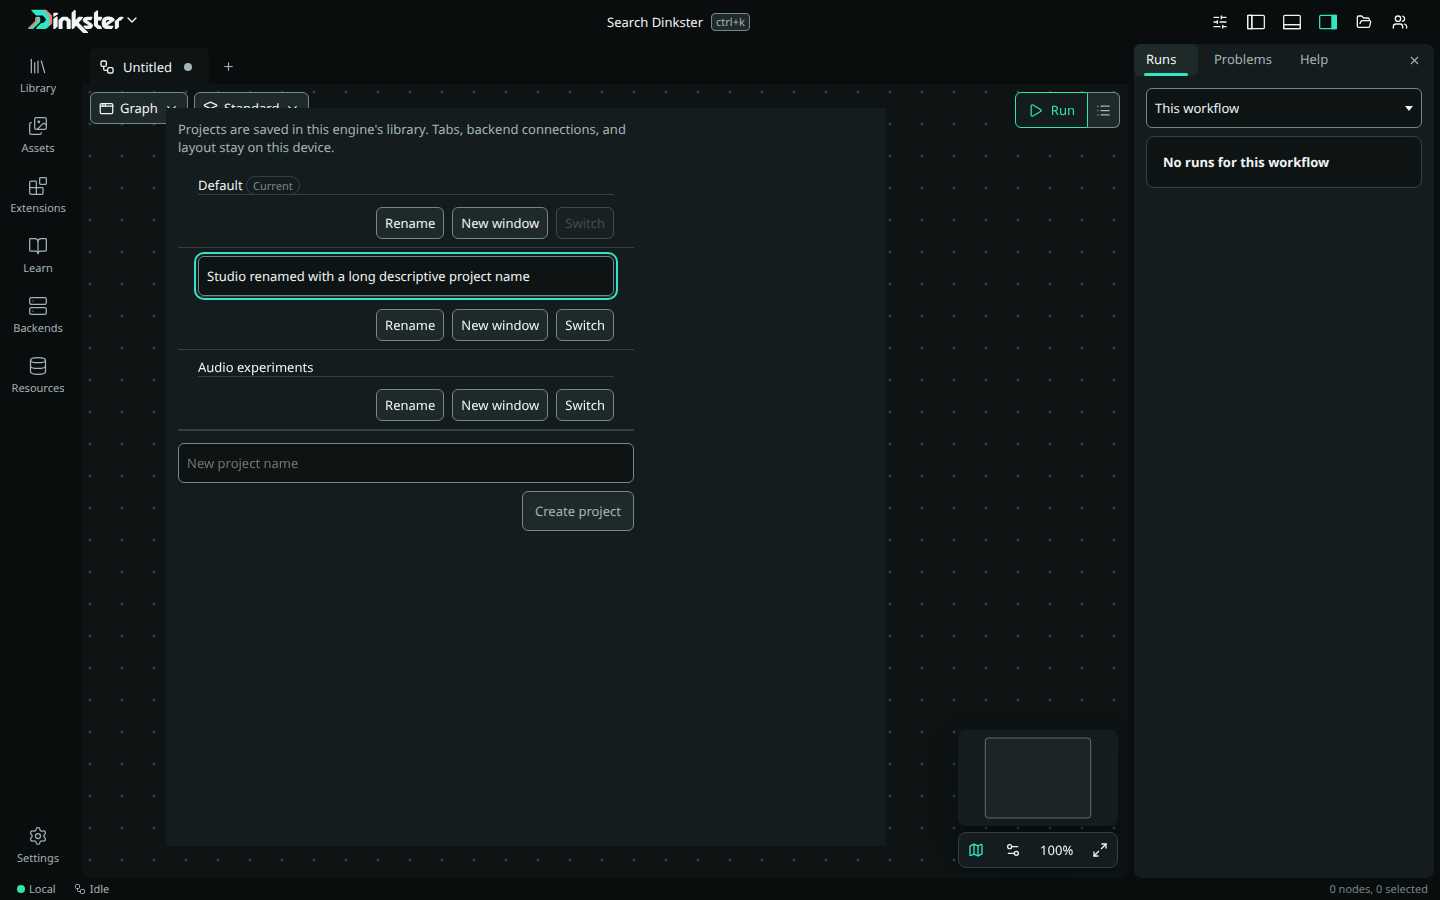 Dinkster
Search Dinkster ctrl+k
Library
Assets
Extensions
Learn
Backends
Resources
Settings
Untitled
Graph
Standard
Run
Projects are saved in this engine's library. Tabs, backend connections, and
layout stay on this device.
Default Current
Rename New window Switch
Studio renamed with a long descriptive project name
Rename New window Switch
Audio experiments
Rename New window Switch
New project name
Create project
100%
Runs Problems Help
This workflow
No runs for this workflow
Local Idle
0 nodes, 0 selected